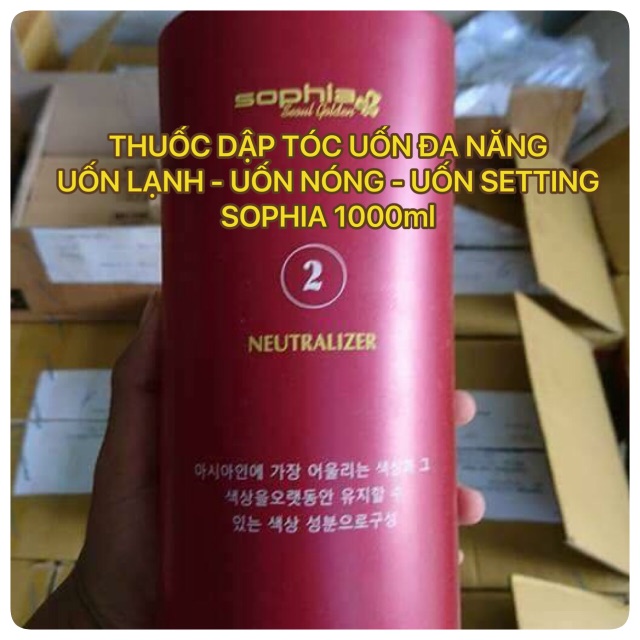 sophia
Seoul Golden
THUỐC DẬP TÓC UỐN ĐA NĂNG
UỐN LẠNH - UỐN NÓNG - UỐN SETTING
SOPHIA 1000ml
2
NEUTRALIZER
아시아인에 가장 어울리는 색상과 그
색상을오랫동안 유지할 수
있는 색상 성분으로구성